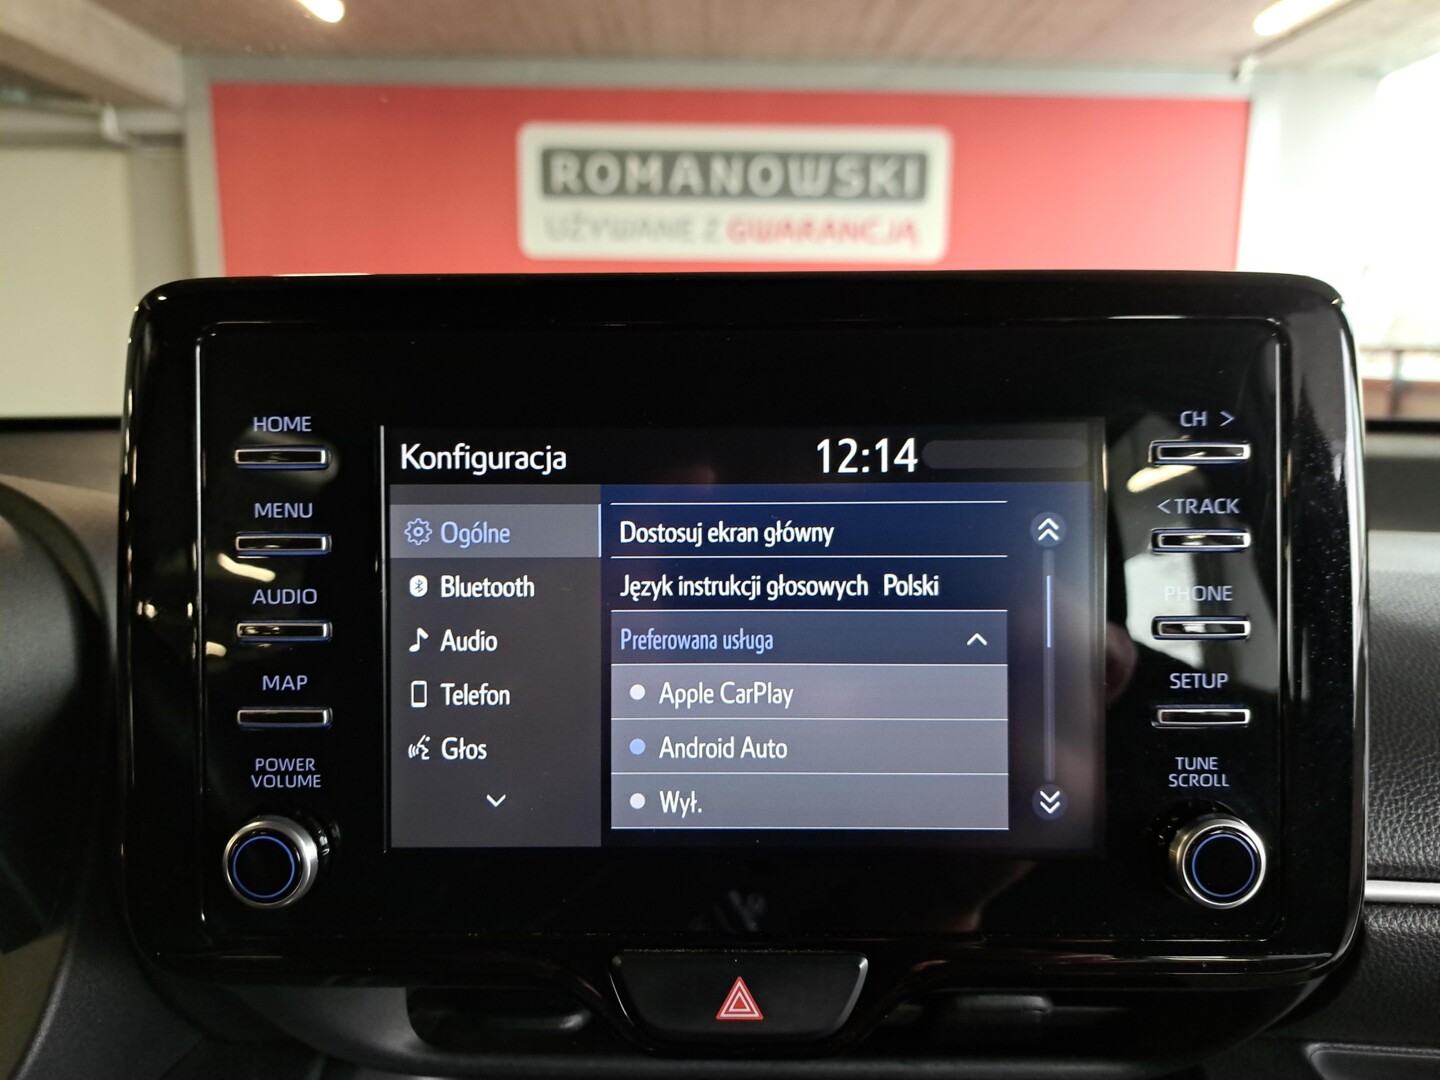 ROMANOWSKI
UŻYWANE Z GWARANCJĄ
HOME
MENU
AUDIO
MAP
POWER
VOLUME
Konfiguracja 12:14
Ogólne
Bluetooth
Audio
Telefon
Głos
Dostosuj ekran główny
Język instrukcji głosowych Polski
Preferowana usługa
Apple CarPlay
Android Auto
Wył.
CH >
< TRACK
PHONE
SETUP
TUNE
SCROLL